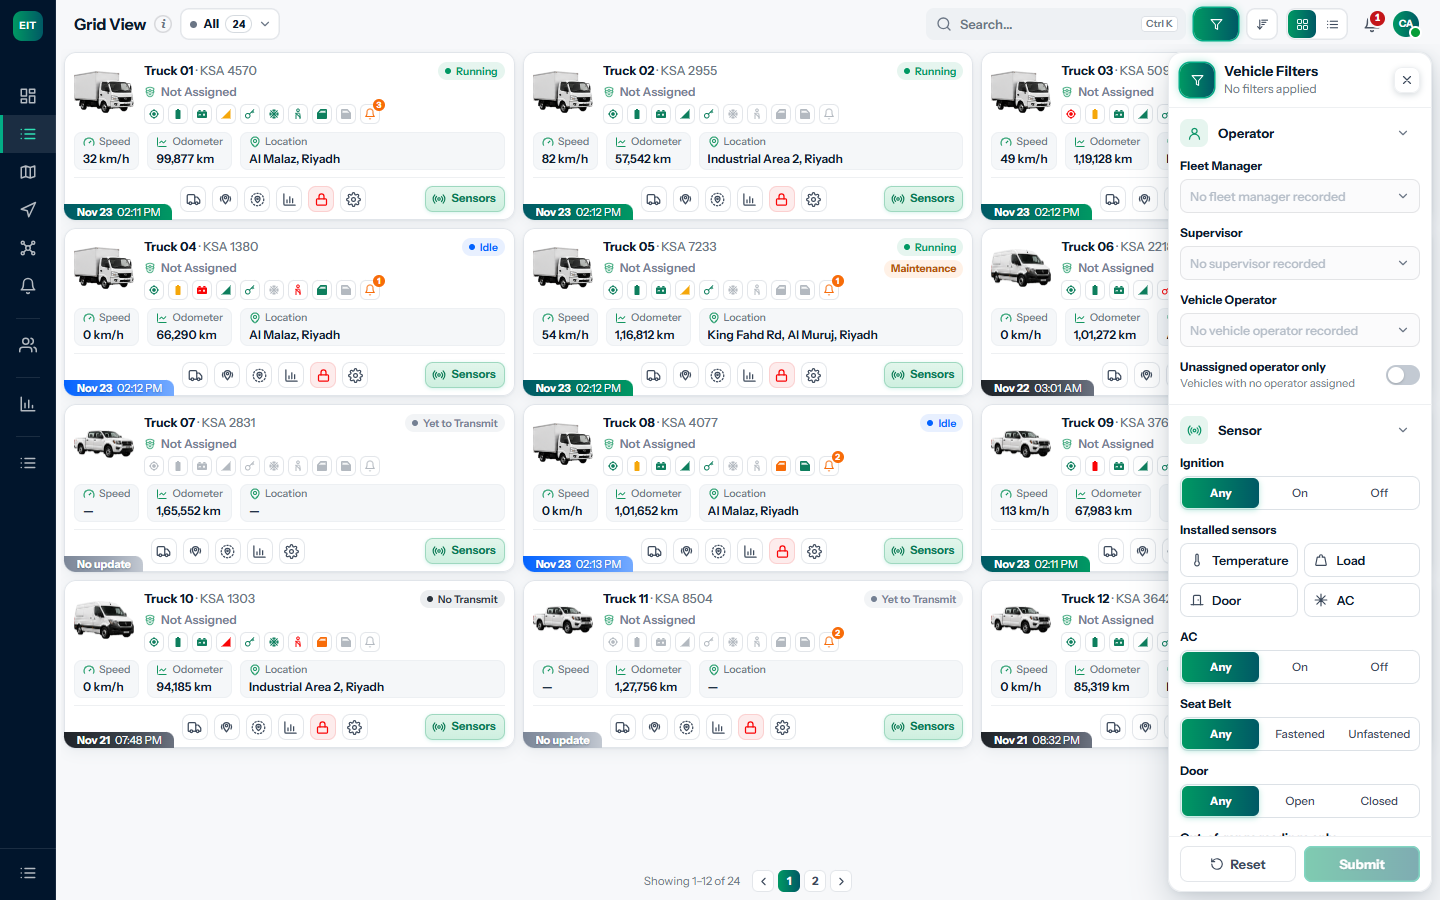 EIT
Grid View
i
All 24
Search...
Ctrl K
1
CA
Truck 01 · KSA 4570
Running
Not Assigned
3
Speed
32 km/h
Odometer
99,877 km
Location
Al Malaz, Riyadh
Nov 23 02:11 PM
Sensors
Truck 02 · KSA 2955
Running
Not Assigned
Speed
82 km/h
Odometer
57,542 km
Location
Industrial Area 2, Riyadh
Nov 23 02:12 PM
Sensors
Truck 03 · KSA 509
Not Assigned
Speed
49 km/h
Odometer
1,19,128 km
Nov 23 02:12 PM
Truck 04 · KSA 1380
Idle
Not Assigned
1
Speed
0 km/h
Odometer
66,290 km
Location
Al Malaz, Riyadh
Nov 23 02:12 PM
Sensors
Truck 05 · KSA 7233
Running
Maintenance
Not Assigned
1
Speed
54 km/h
Odometer
1,16,812 km
Location
King Fahd Rd, Al Muruj, Riyadh
Nov 23 02:12 PM
Sensors
Truck 06 · KSA 221
Not Assigned
Speed
0 km/h
Odometer
1,01,272 km
Nov 22 03:01 AM
Truck 07 · KSA 2831
Yet to Transmit
Not Assigned
Speed
—
Odometer
1,65,552 km
Location
—
No update
Sensors
Truck 08 · KSA 4077
Idle
Not Assigned
2
Speed
0 km/h
Odometer
1,01,652 km
Location
Al Malaz, Riyadh
Nov 23 02:13 PM
Sensors
Truck 09 · KSA 376
Not Assigned
Speed
113 km/h
Odometer
67,983 km
Nov 23 02:11 PM
Truck 10 · KSA 1303
No Transmit
Not Assigned
Speed
0 km/h
Odometer
94,185 km
Location
Industrial Area 2, Riyadh
Nov 21 07:48 PM
Sensors
Truck 11 · KSA 8504
Yet to Transmit
Not Assigned
2
Speed
—
Odometer
1,27,756 km
Location
—
No update
Sensors
Truck 12 · KSA 364
Not Assigned
Speed
0 km/h
Odometer
85,319 km
Nov 21 08:32 PM
Showing 1–12 of 24
1 2
Vehicle Filters
No filters applied
Operator
Fleet Manager
No fleet manager recorded
Supervisor
No supervisor recorded
Vehicle Operator
No vehicle operator recorded
Unassigned operator only
Vehicles with no operator assigned
Sensor
Ignition
Any On Off
Installed sensors
Temperature Load
Door AC
AC
Any On Off
Seat Belt
Any Fastened Unfastened
Door
Any Open Closed
Reset
Submit